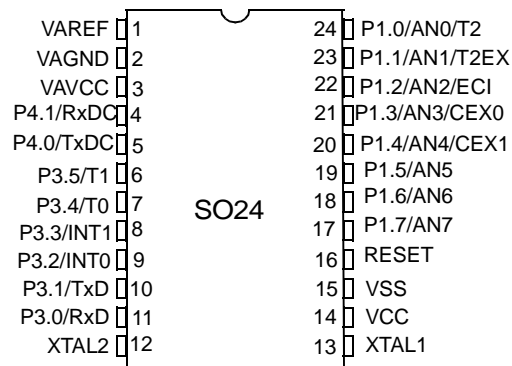 VAREF 1 24 P1.0/AN0/T2
VAGND 2 23 P1.1/AN1/T2EX
VAVCC 3 22 P1.2/AN2/ECI
P4.1/RxDC 4 21 P1.3/AN3/CEX0
P4.0/TxDC 5 20 P1.4/AN4/CEX1
P3.5/T1 6 19 P1.5/AN5
P3.4/T0 7 SO24 18 P1.6/AN6
P3.3/INT1 8 17 P1.7/AN7
P3.2/INT0 9 16 RESET
P3.1/TxD 10 15 VSS
P3.0/RxD 11 14 VCC
XTAL2 12 13 XTAL1